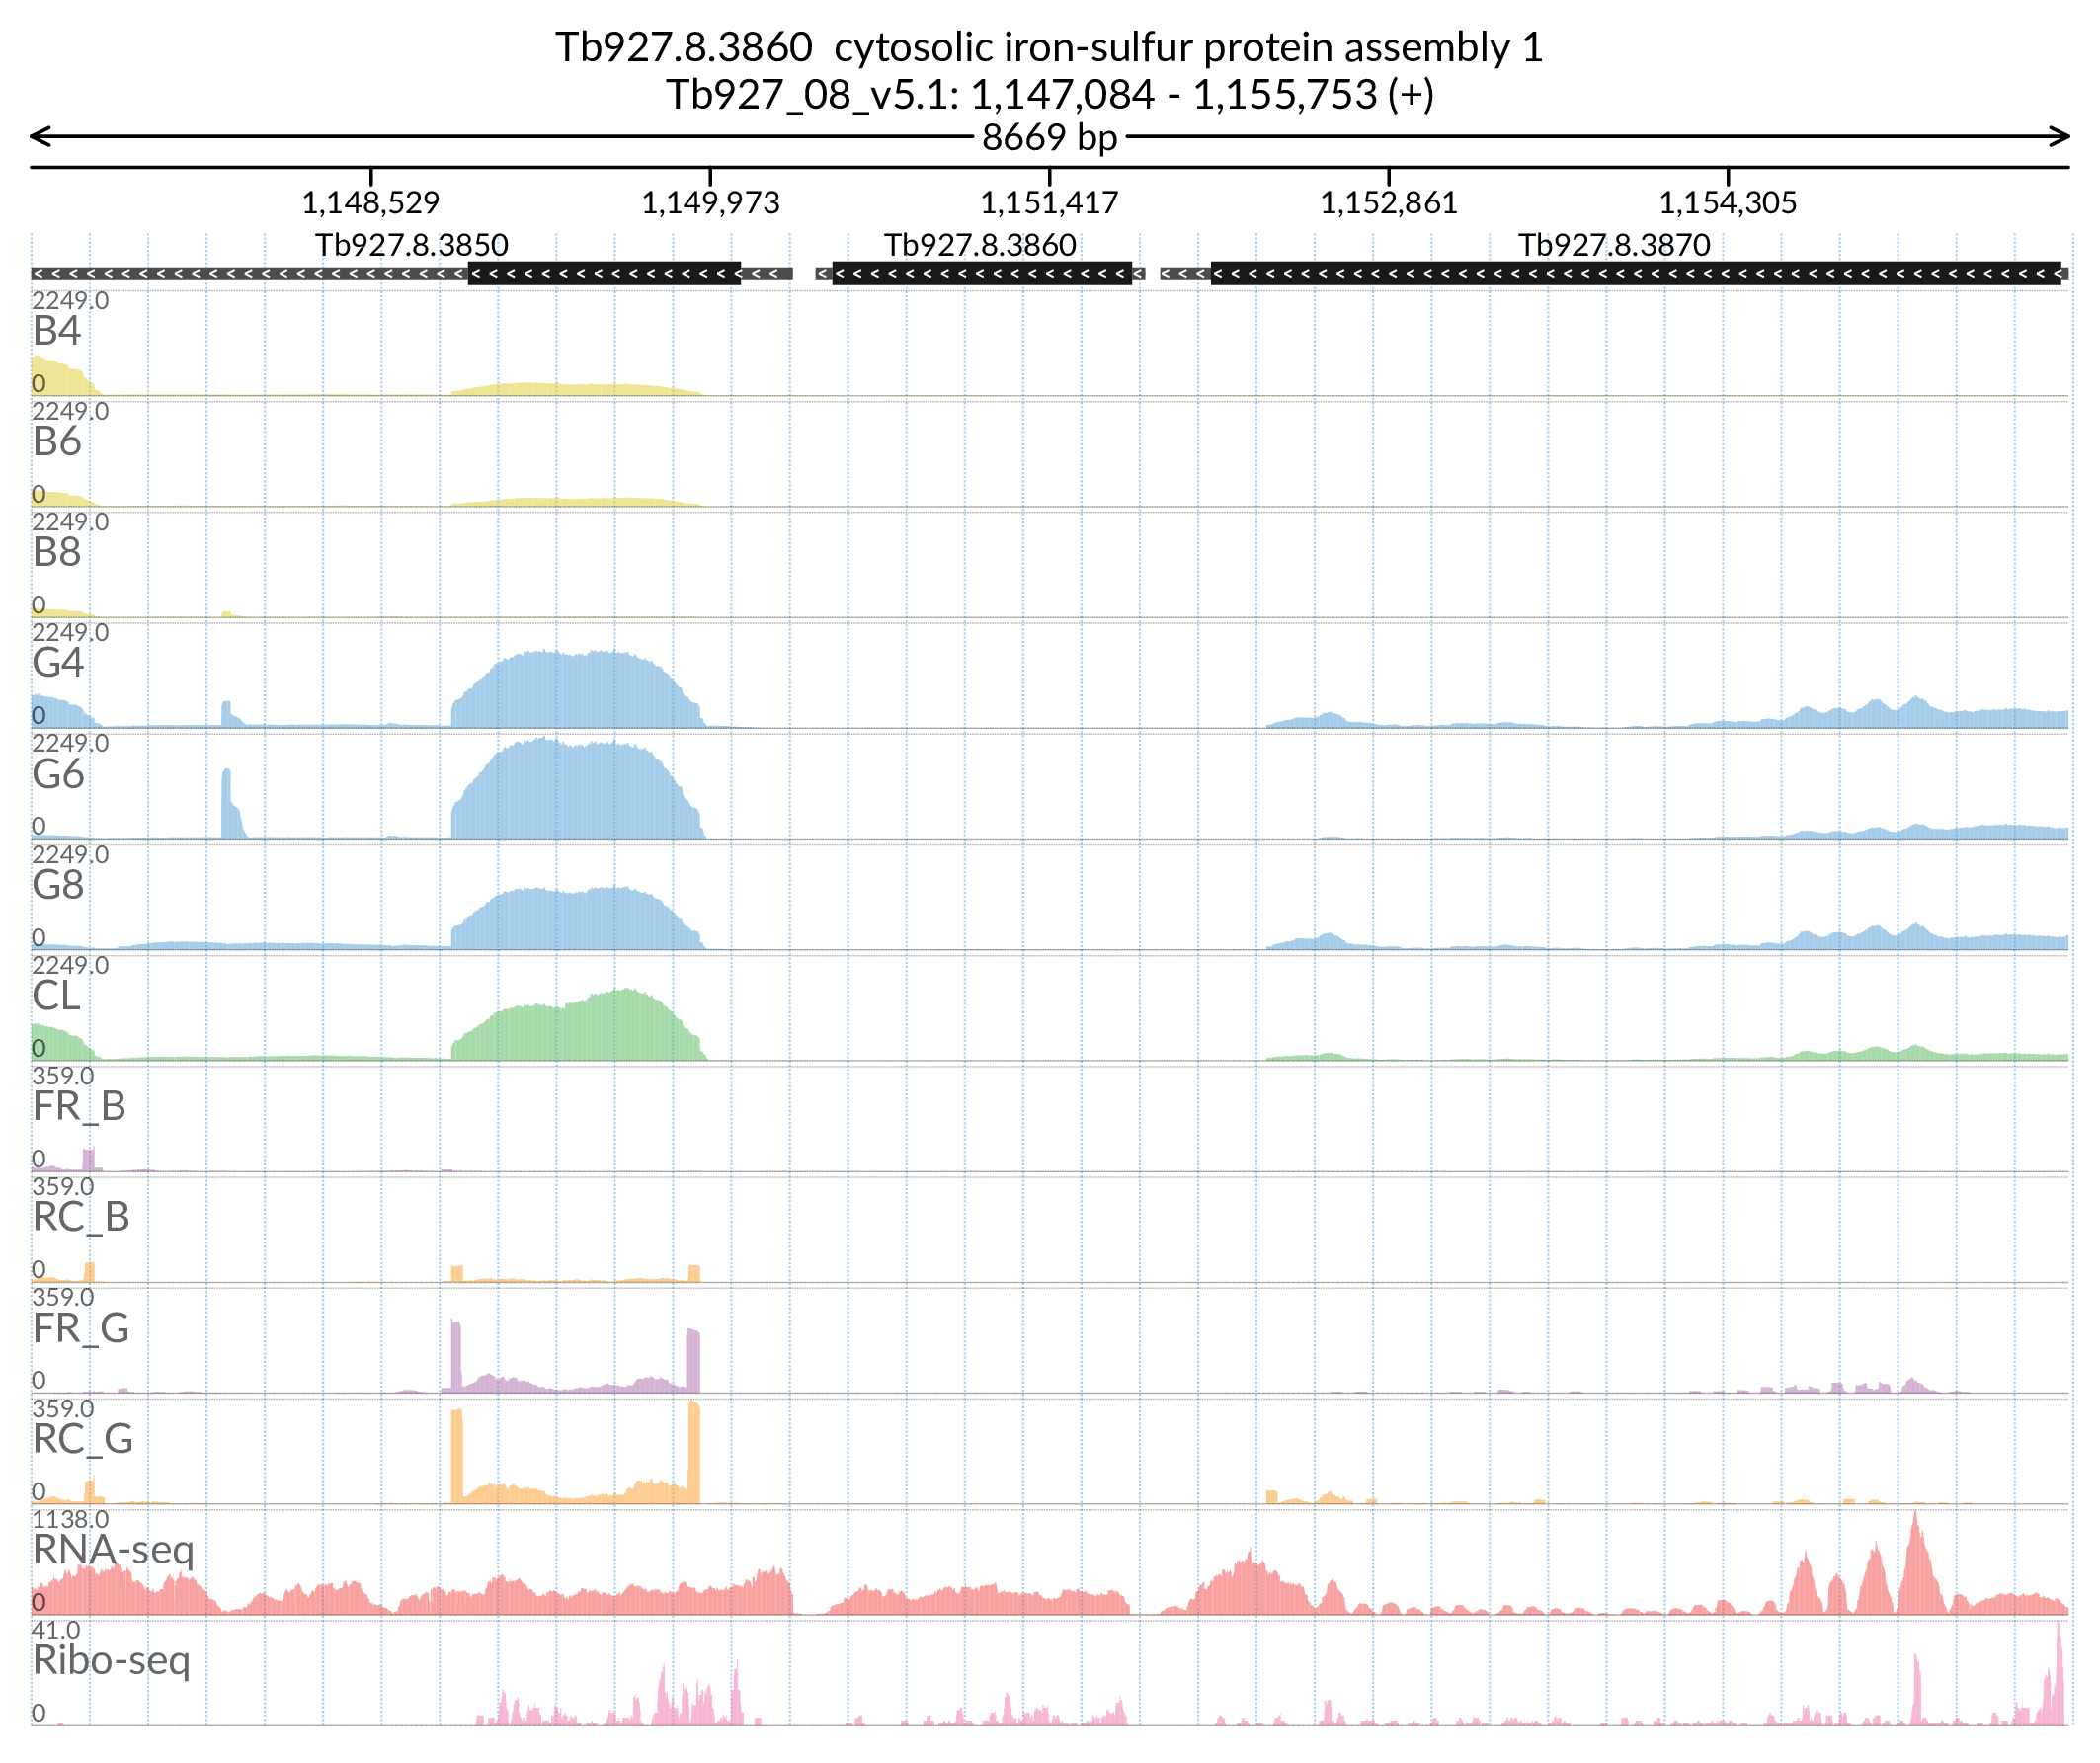 Tb927.8.3860  cytosolic iron-sulfur protein assembly 1
Tb927_08_v5.1: 1,147,084 - 1,155,753 (+)
8669 bp
1,148,529 1,149,973 1,151,417 1,152,861 1,154,305
Tb927.8.3850 Tb927.8.3860 Tb927.8.3870
2249.0
B4
0
2249.0
B6
0
2249.0
B8
0
2249.0
G4
0
2249.0
G6
0
2249.0
G8
0
2249.0
CL
0
359.0
FR_B
0
359.0
RC_B
0
359.0
FR_G
0
359.0
RC_G
0
1138.0
RNA-seq
0
41.0
Ribo-seq
0